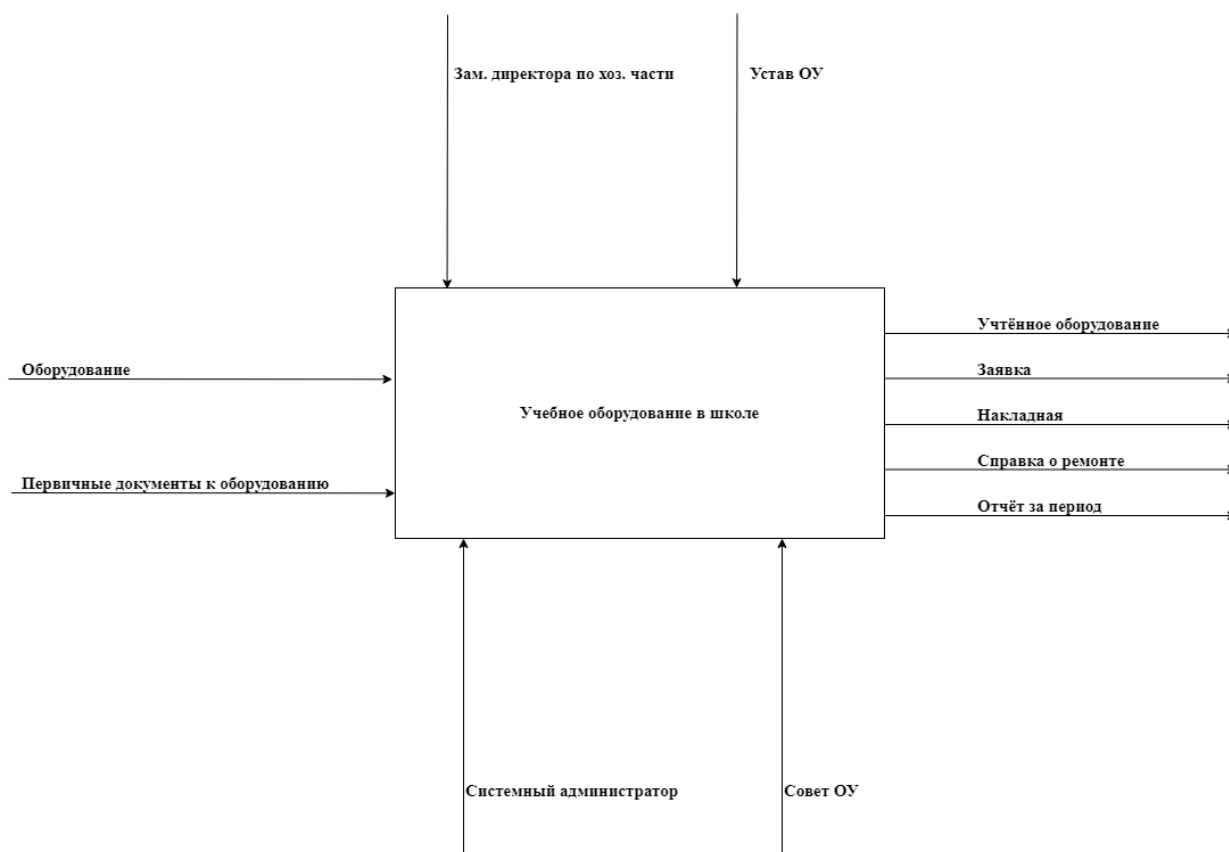 Зам. директора по хоз. части
Устав ОУ
Учтённое оборудование
Оборудование
Заявка
Учебное оборудование в школе
Накладная
Справка о ремонте
Первичные документы к оборудованию
Отчёт за период
Системный администратор
Совет ОУ